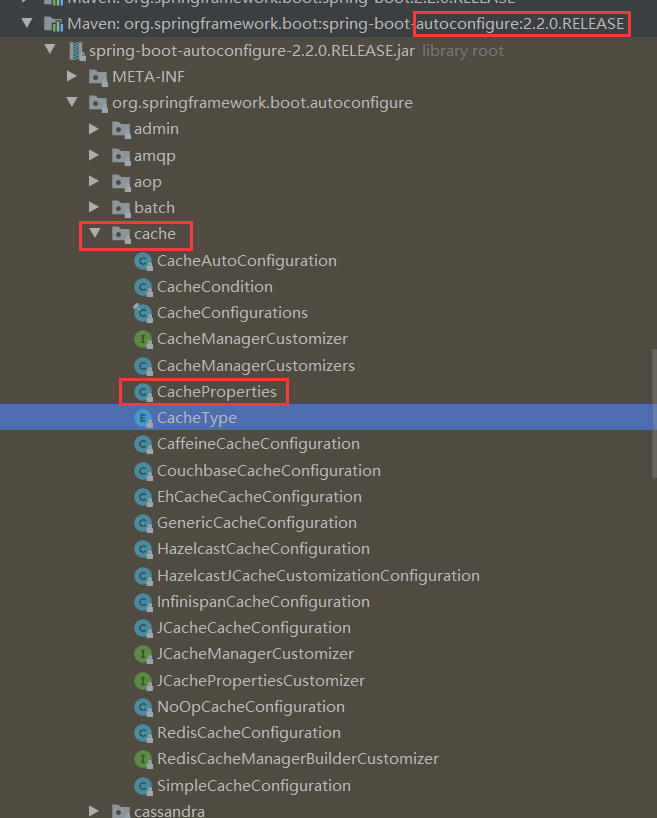 Maven: org.springframework.boot:spring-boot:2.2.0.RELEASE
Maven: org.springframework.boot:spring-boot-autoconfigure:2.2.0.RELEASE
spring-boot-autoconfigure-2.2.0.RELEASE.jar library root
META-INF
org.springframework.boot.autoconfigure
admin
amqp
aop
batch
cache
CacheAutoConfiguration
CacheCondition
CacheConfigurations
CacheManagerCustomizer
CacheManagerCustomizers
CacheProperties
CacheType
CaffeineCacheConfiguration
CouchbaseCacheConfiguration
EhCacheCacheConfiguration
GenericCacheConfiguration
HazelcastCacheConfiguration
HazelcastJCacheCustomizationConfiguration
InfinispanCacheConfiguration
JCacheCacheConfiguration
JCacheManagerCustomizer
JCachePropertiesCustomizer
NoOpCacheConfiguration
RedisCacheConfiguration
RedisCacheManagerBuilderCustomizer
SimpleCacheConfiguration
cassandra